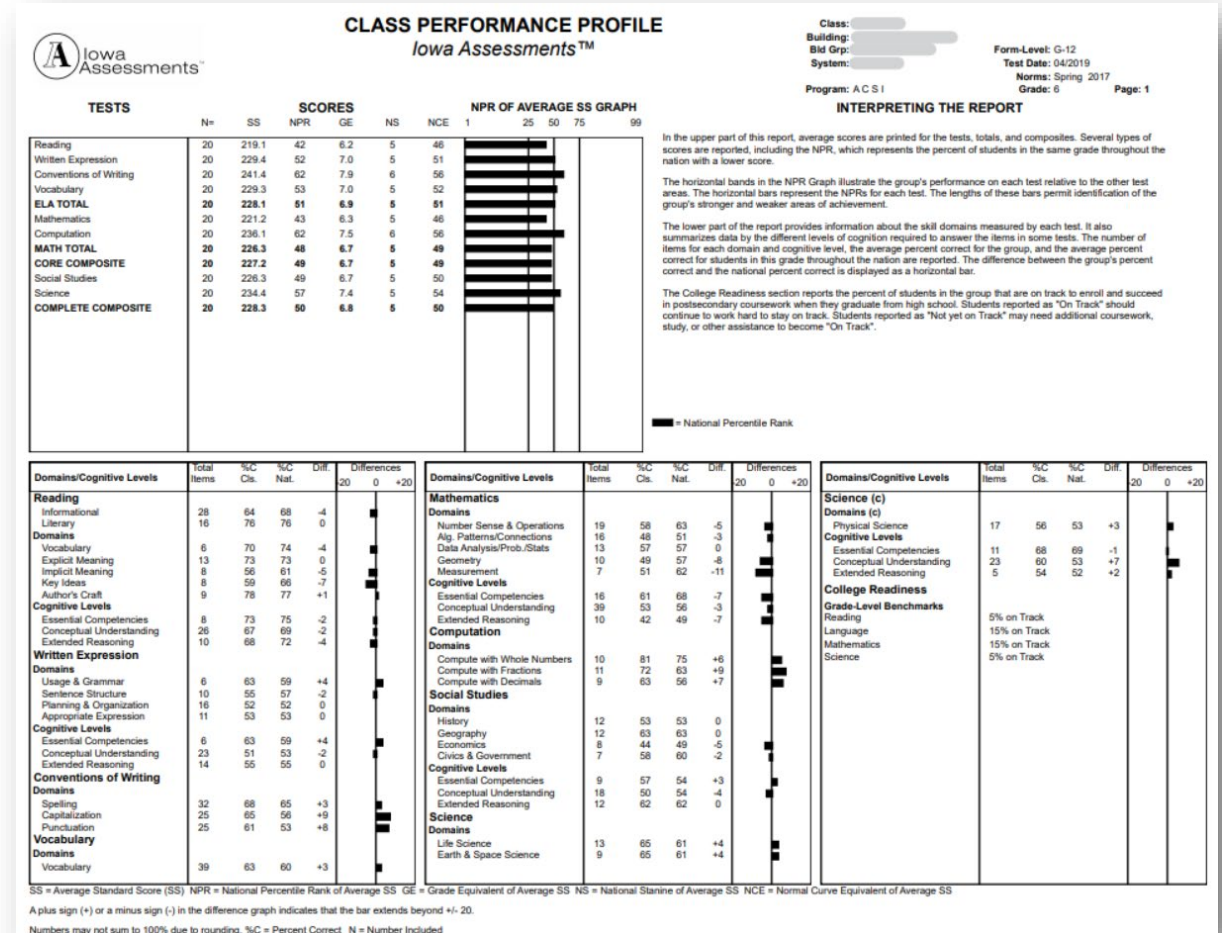 CLASS PERFORMANCE PROFILE
Iowa Assessments™
A Iowa Assessments™
Class:
Building:
Bld Grp:
System:
Program: A C S I
Form-Level: G-12
Test Date: 04/2019
Norms: Spring 2017
Grade: 6 Page: 1
TESTS SCORES NPR OF AVERAGE SS GRAPH
N= SS NPR GE NS NCE 1 25 50 75 99
Reading 20 219.1 42 6.2 5 46
Written Expression 20 229.4 52 7.0 5 51
Conventions of Writing 20 241.4 62 7.9 6 56
Vocabulary 20 229.3 53 7.0 5 52
ELA TOTAL 20 228.1 51 6.9 5 51
Mathematics 20 221.2 43 6.3 5 46
Computation 20 236.1 62 7.5 6 56
MATH TOTAL 20 226.3 48 6.7 5 49
CORE COMPOSITE 20 227.2 49 6.7 5 49
Social Studies 20 226.3 49 6.7 5 50
Science 20 234.4 57 7.4 5 54
COMPLETE COMPOSITE 20 228.3 50 6.8 5 50
INTERPRETING THE REPORT
In the upper part of this report, average scores are printed for the tests, totals, and composites. Several types of
scores are reported, including the NPR, which represents the percent of students in the same grade throughout the
nation with a lower score.
The horizontal bands in the NPR Graph illustrate the group's performance on each test relative to the other test
areas. The horizontal bars represent the NPRs for each test. The lengths of these bars permit identification of the
group's stronger and weaker areas of achievement.
The lower part of the report provides information about the skill domains measured by each test. It also
summarizes data by the different levels of cognition required to answer the items in some tests. The number of
items for each domain and cognitive level, the average percent correct for the group, and the average percent
correct for students in this grade throughout the nation are reported. The difference between the group's percent
correct and the national percent correct is displayed as a horizontal bar.
The College Readiness section reports the percent of students in the group that are on track to enroll and succeed
in postsecondary coursework when they graduate from high school. Students reported as "On Track" should
continue to work hard to stay on track. Students reported as "Not yet on Track" may need additional coursework,
study, or other assistance to become "On Track".
= National Percentile Rank
Domains/Cognitive Levels Total Items %C Cls. %C Nat. Diff. Differences -20 0 +20
Reading
Informational 28 64 68 -4
Literary 16 76 76 0
Domains
Vocabulary 6 70 74 -4
Explicit Meaning 13 73 73 0
Implicit Meaning 8 56 61 -5
Key Ideas 8 59 66 -7
Author's Craft 9 78 77 +1
Cognitive Levels
Essential Competencies 8 73 75 -2
Conceptual Understanding 26 67 69 -2
Extended Reasoning 10 68 72 -4
Written Expression
Domains
Usage & Grammar 6 63 59 +4
Sentence Structure 10 55 57 -2
Planning & Organization 16 52 52 0
Appropriate Expression 11 53 53 0
Cognitive Levels
Essential Competencies 6 63 59 +4
Conceptual Understanding 23 51 53 -2
Extended Reasoning 14 55 55 0
Conventions of Writing
Domains
Spelling 32 68 65 +3
Capitalization 25 65 56 +9
Punctuation 25 61 53 +8
Vocabulary
Domains
Vocabulary 39 63 60 +3
Domains/Cognitive Levels Total Items %C Cls. %C Nat. Diff. Differences -20 0 +20
Mathematics
Domains
Number Sense & Operations 19 58 63 -5
Alg. Patterns/Connections 16 48 51 -3
Data Analysis/Prob./Stats 13 57 57 0
Geometry 10 49 57 -8
Measurement 7 51 62 -11
Cognitive Levels
Essential Competencies 16 61 68 -7
Conceptual Understanding 39 53 56 -3
Extended Reasoning 10 42 49 -7
Computation
Domains
Compute with Whole Numbers 10 81 75 +6
Compute with Fractions 11 72 63 +9
Compute with Decimals 9 63 56 +7
Social Studies
Domains
History 12 53 53 0
Geography 12 63 63 0
Economics 8 44 49 -5
Civics & Government 7 58 60 -2
Cognitive Levels
Essential Competencies 9 57 54 +3
Conceptual Understanding 18 50 54 -4
Extended Reasoning 12 62 62 0
Science
Domains
Life Science 13 65 61 +4
Earth & Space Science 9 65 61 +4
Domains/Cognitive Levels Total Items %C Cls. %C Nat. Diff. Differences -20 0 +20
Science (c)
Domains (c)
Physical Science 17 56 53 +3
Cognitive Levels
Essential Competencies 11 68 69 -1
Conceptual Understanding 23 60 53 +7
Extended Reasoning 5 54 52 +2
College Readiness
Grade-Level Benchmarks
Reading 5% on Track
Language 15% on Track
Mathematics 15% on Track
Science 5% on Track
SS = Average Standard Score (SS) NPR = National Percentile Rank of Average SS GE = Grade Equivalent of Average SS NS = National Stanine of Average SS NCE = Normal Curve Equivalent of Average SS
A plus sign (+) or a minus sign (-) in the difference graph indicates that the bar extends beyond +/- 20.
Numbers may not sum to 100% due to rounding. %C = Percent Correct N = Number Included